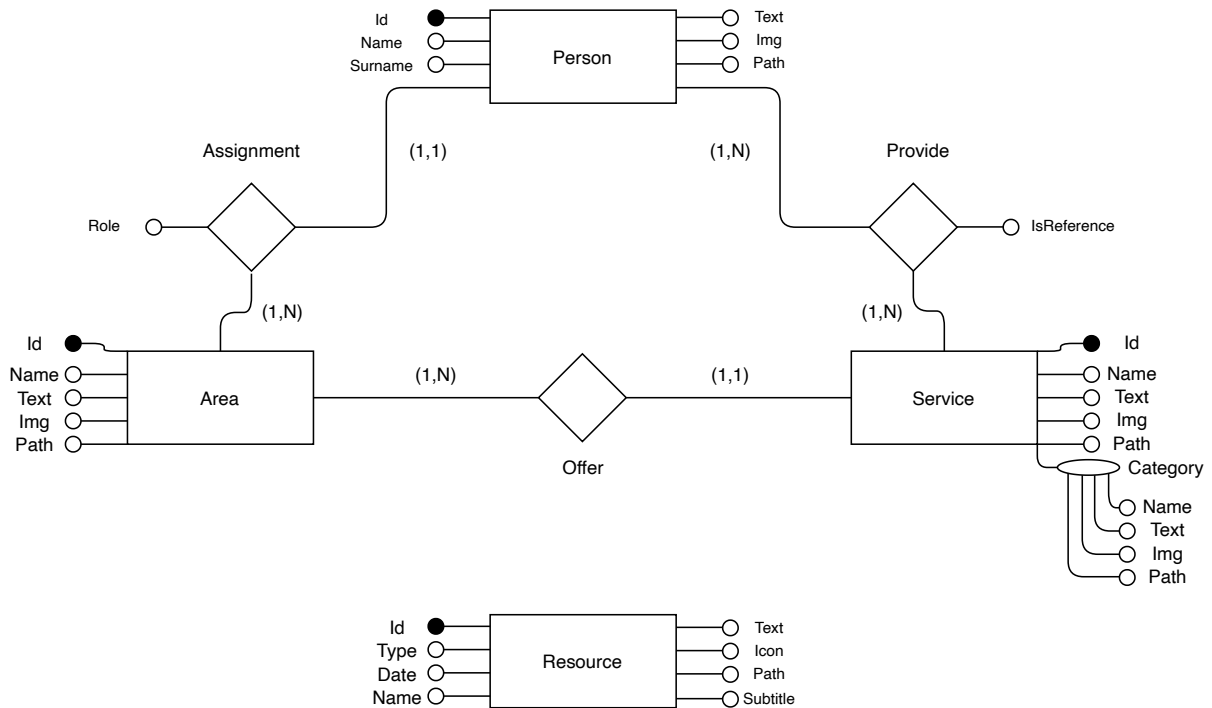 Id
Name
Surname
Person
Text
Img
Path
Assignment
(1,1)
(1,N)
Provide
Role
IsReference
(1,N)
(1,N)
Id
Name
Text
Img
Path
Area
(1,N)
Offer
(1,1)
Service
Id
Name
Text
Img
Path
Category
Name
Text
Img
Path
Id
Type
Date
Name
Resource
Text
Icon
Path
Subtitle